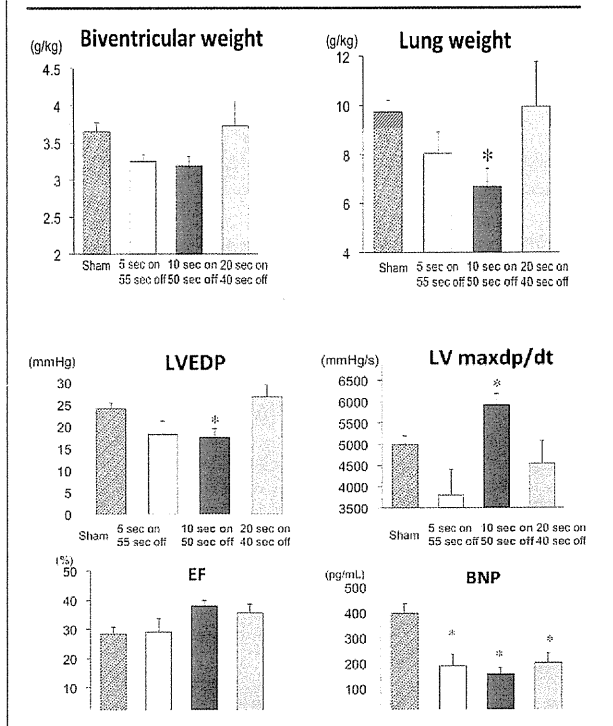 Biventricular weight
(g/kg)
4.5
4
3.5
3
2.5
2
Sham 5 sec on 10 sec on 20 sec on
55 sec off 50 sec off 40 sec off
Lung weight
(g/kg)
12
10
8
6
4
*
Sham 5 sec on 10 sec on 20 sec on
55 sec off 50 sec off 40 sec off
LVEDP
(mmHg)
30
25
20
15
10
5
0
*
Sham 5 sec on 10 sec on 20 sec on
55 sec off 50 sec off 40 sec off
LV maxdp/dt
(mmHg/s)
6500
6000
5500
5000
4500
4000
3500
*
Sham 5 sec on 10 sec on 20 sec on
55 sec off 50 sec off 40 sec off
EF
(%)
50
40
30
20
10
BNP
(pg/mL)
500
400
300
200
100
* * *